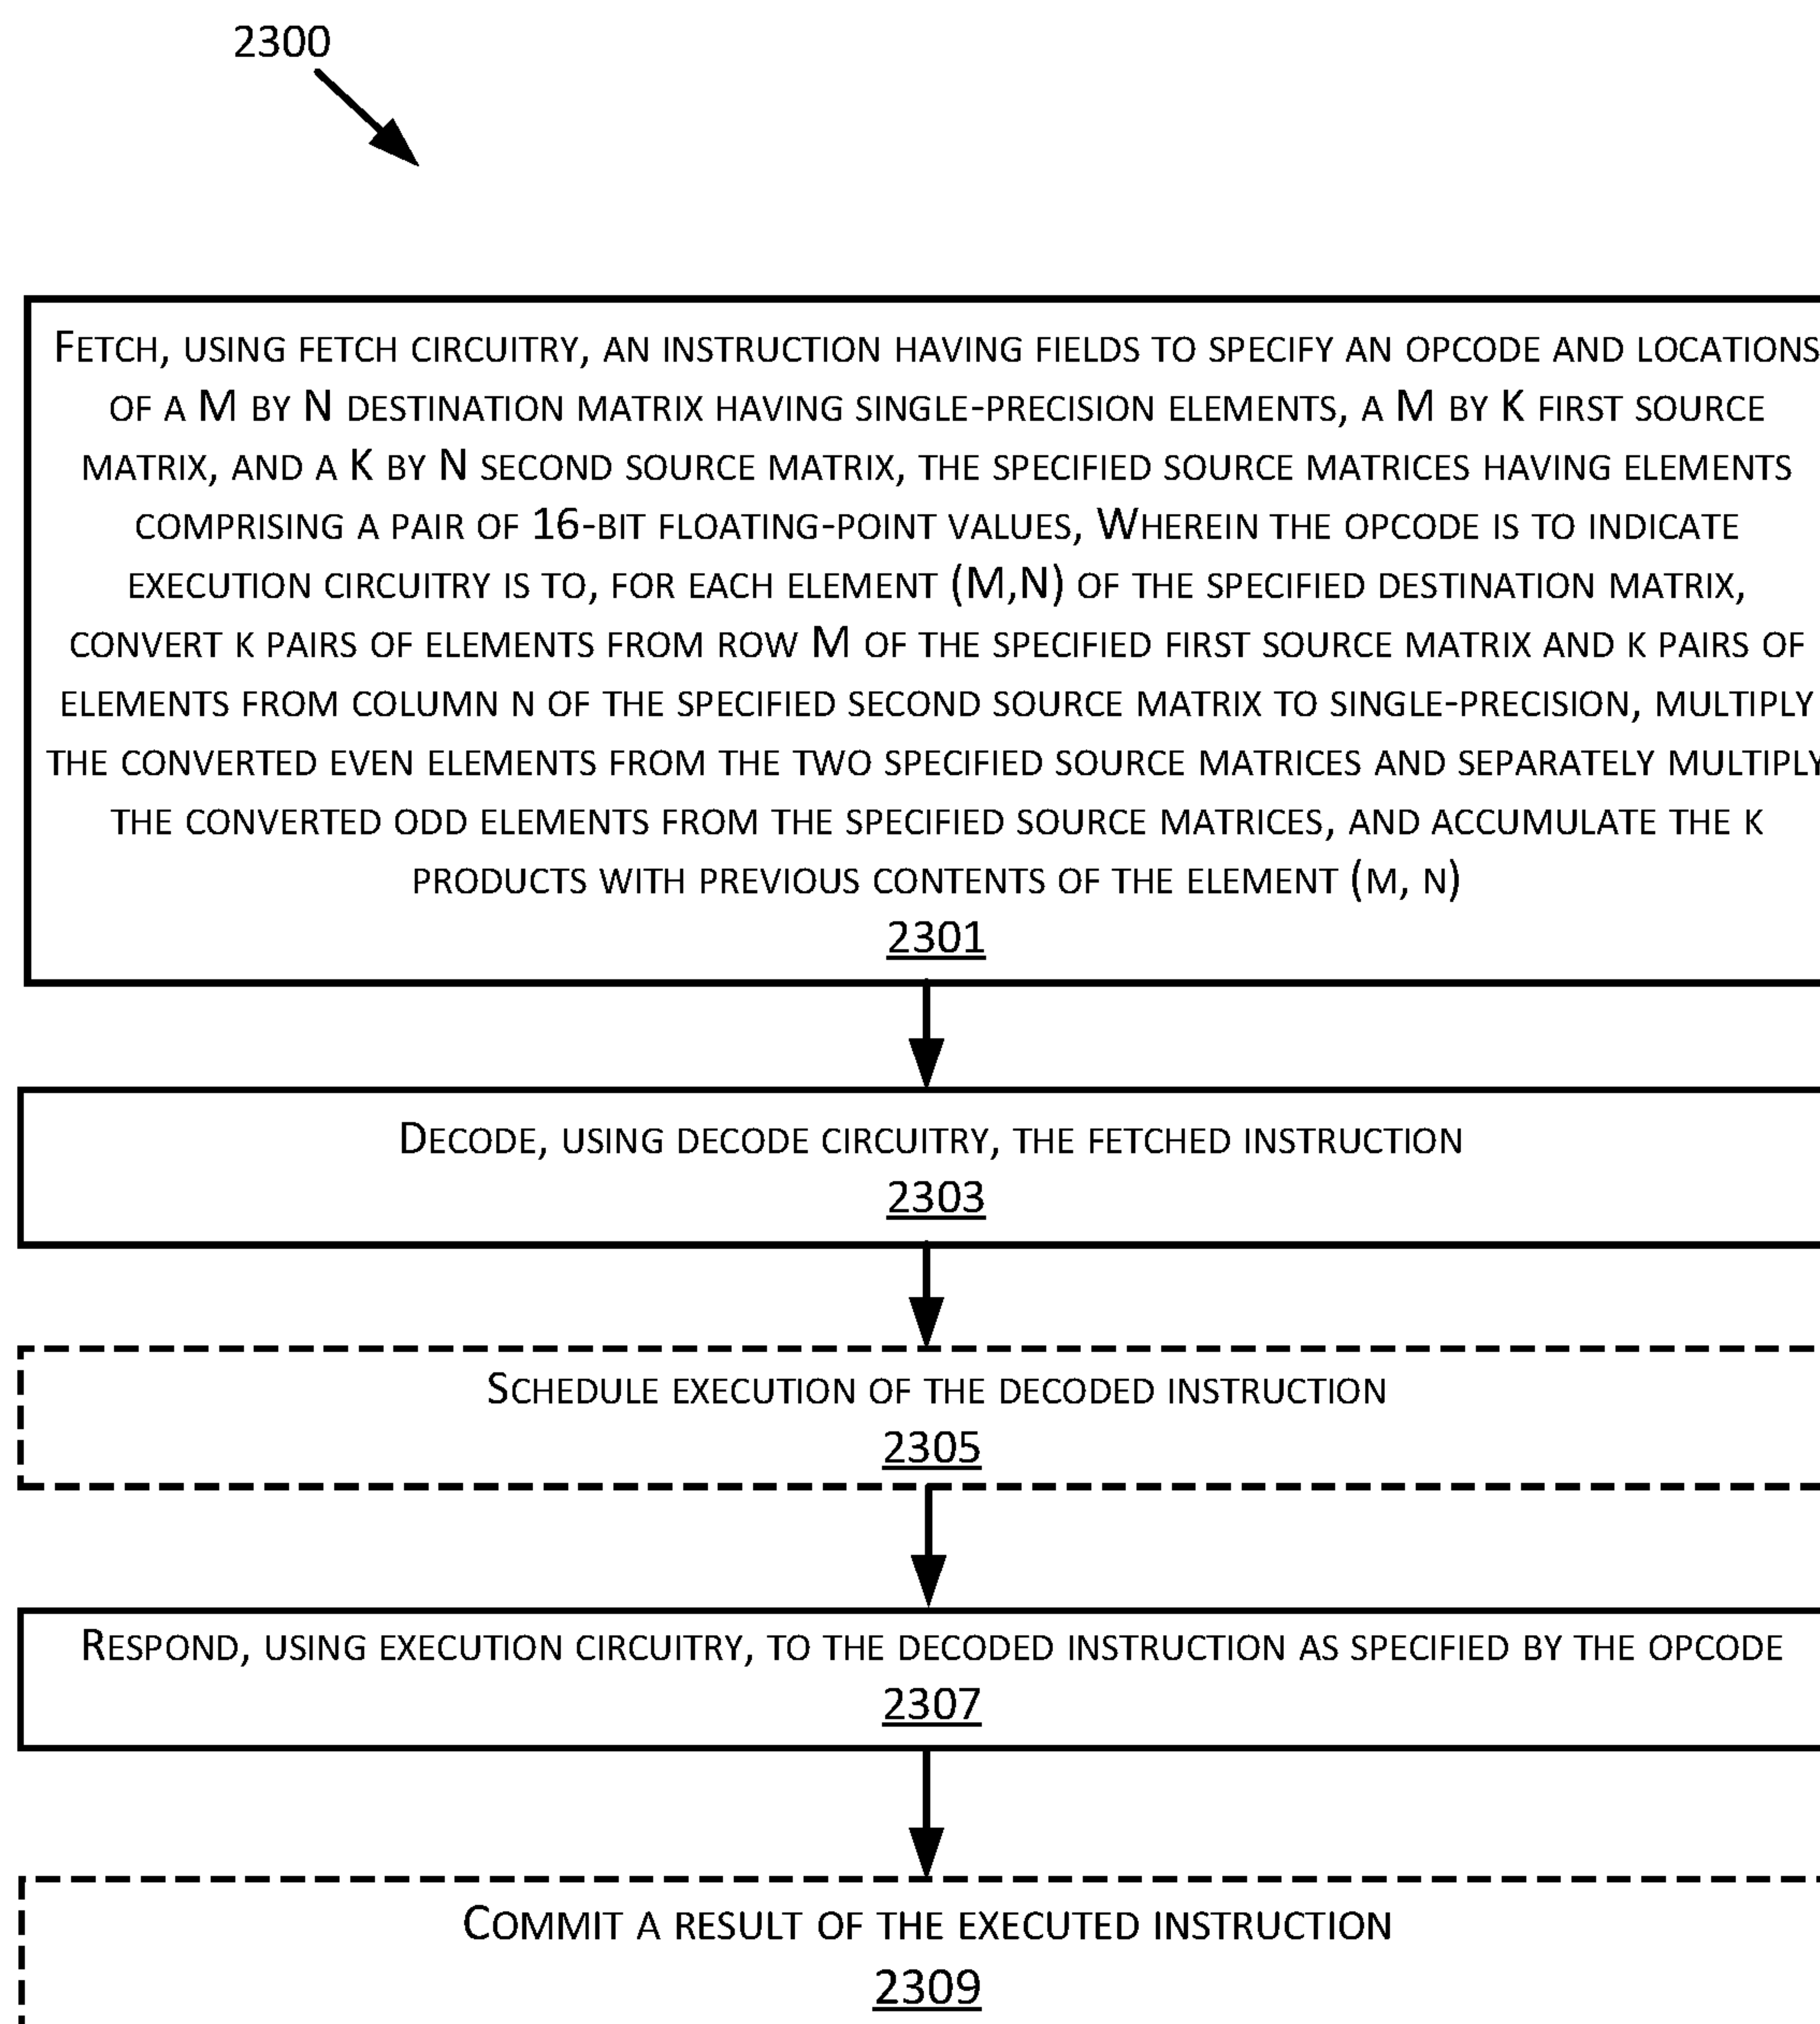 2300
Fetch, using fetch circuitry, an instruction having fields to specify an opcode and locations
of a M by N destination matrix having single-precision elements, a M by K first source
matrix, and a K by N second source matrix, the specified source matrices having elements
comprising a pair of 16-bit floating-point values, Wherein the opcode is to indicate
execution circuitry is to, for each element (M,N) of the specified destination matrix,
convert k pairs of elements from row M of the specified first source matrix and k pairs of
elements from column n of the specified second source matrix to single-precision, multiply
the converted even elements from the two specified source matrices and separately multiply
the converted odd elements from the specified source matrices, and accumulate the k
products with previous contents of the element (m, n)
2301
Decode, using decode circuitry, the fetched instruction
2303
Schedule execution of the decoded instruction
2305
Respond, using execution circuitry, to the decoded instruction as specified by the opcode
2307
Commit a result of the executed instruction
2309